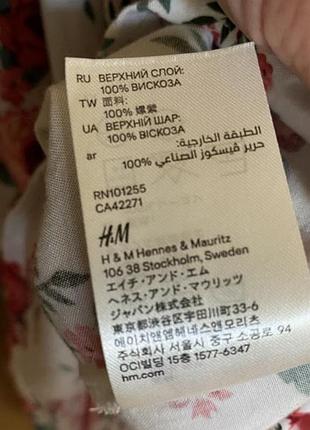 RU ВЕРХНИЙ СЛОЙ:
100% ВИСКОЗА
TW 面料:
100% 嫘縈
UA ВЕРХНІЙ ШАР:
100% ВІСКОЗА
ar الطبقة الخارجية:
100% حرير ڤيسكوز الصناعي
RN101255
CA42271
H&M
H & M Hennes & Mauritz
106 38 Stockholm, Sweden
エイチ・アンド・エム
ヘネス・アンド・マウリッツ
ジャパン株式会社
東京都渋谷区宇田川町33-6
에이치앤엠헤네스앤모리츠
주식회사 서울시 중구 소공로 94
OCI빌딩 15층 1577-6347
hm.com